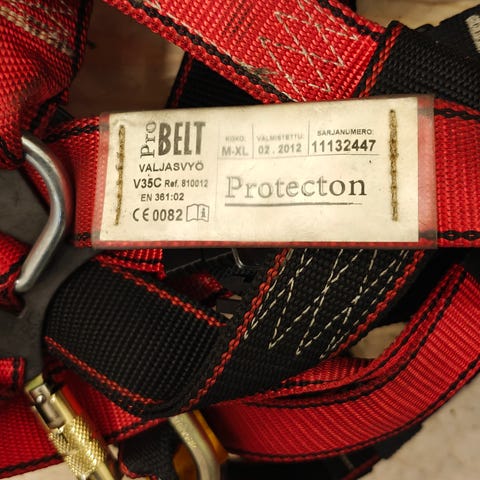 Pro BELT
VALJASVYÖ
V35C Ref. 810012
EN 361:02
CE 0082
KOKO:
M-XL
VALMISTETTU:
02.2012
SARJANUMERO:
11132447
Protecton